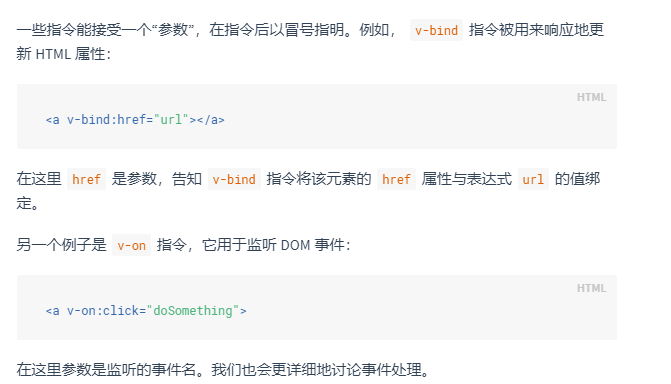 一些指令能接受一个“参数”，在指令后以冒号指明。例如， v-bind 指令被用来响应地更
新 HTML 属性：
HTML
<a v-bind:href="url"></a>
在这里 href 是参数，告知 v-bind 指令将该元素的 href 属性与表达式 url 的值绑
定。
另一个例子是 v-on 指令，它用于监听 DOM 事件：
HTML
<a v-on:click="doSomething">
在这里参数是监听的事件名。我们也会更详细地讨论事件处理。